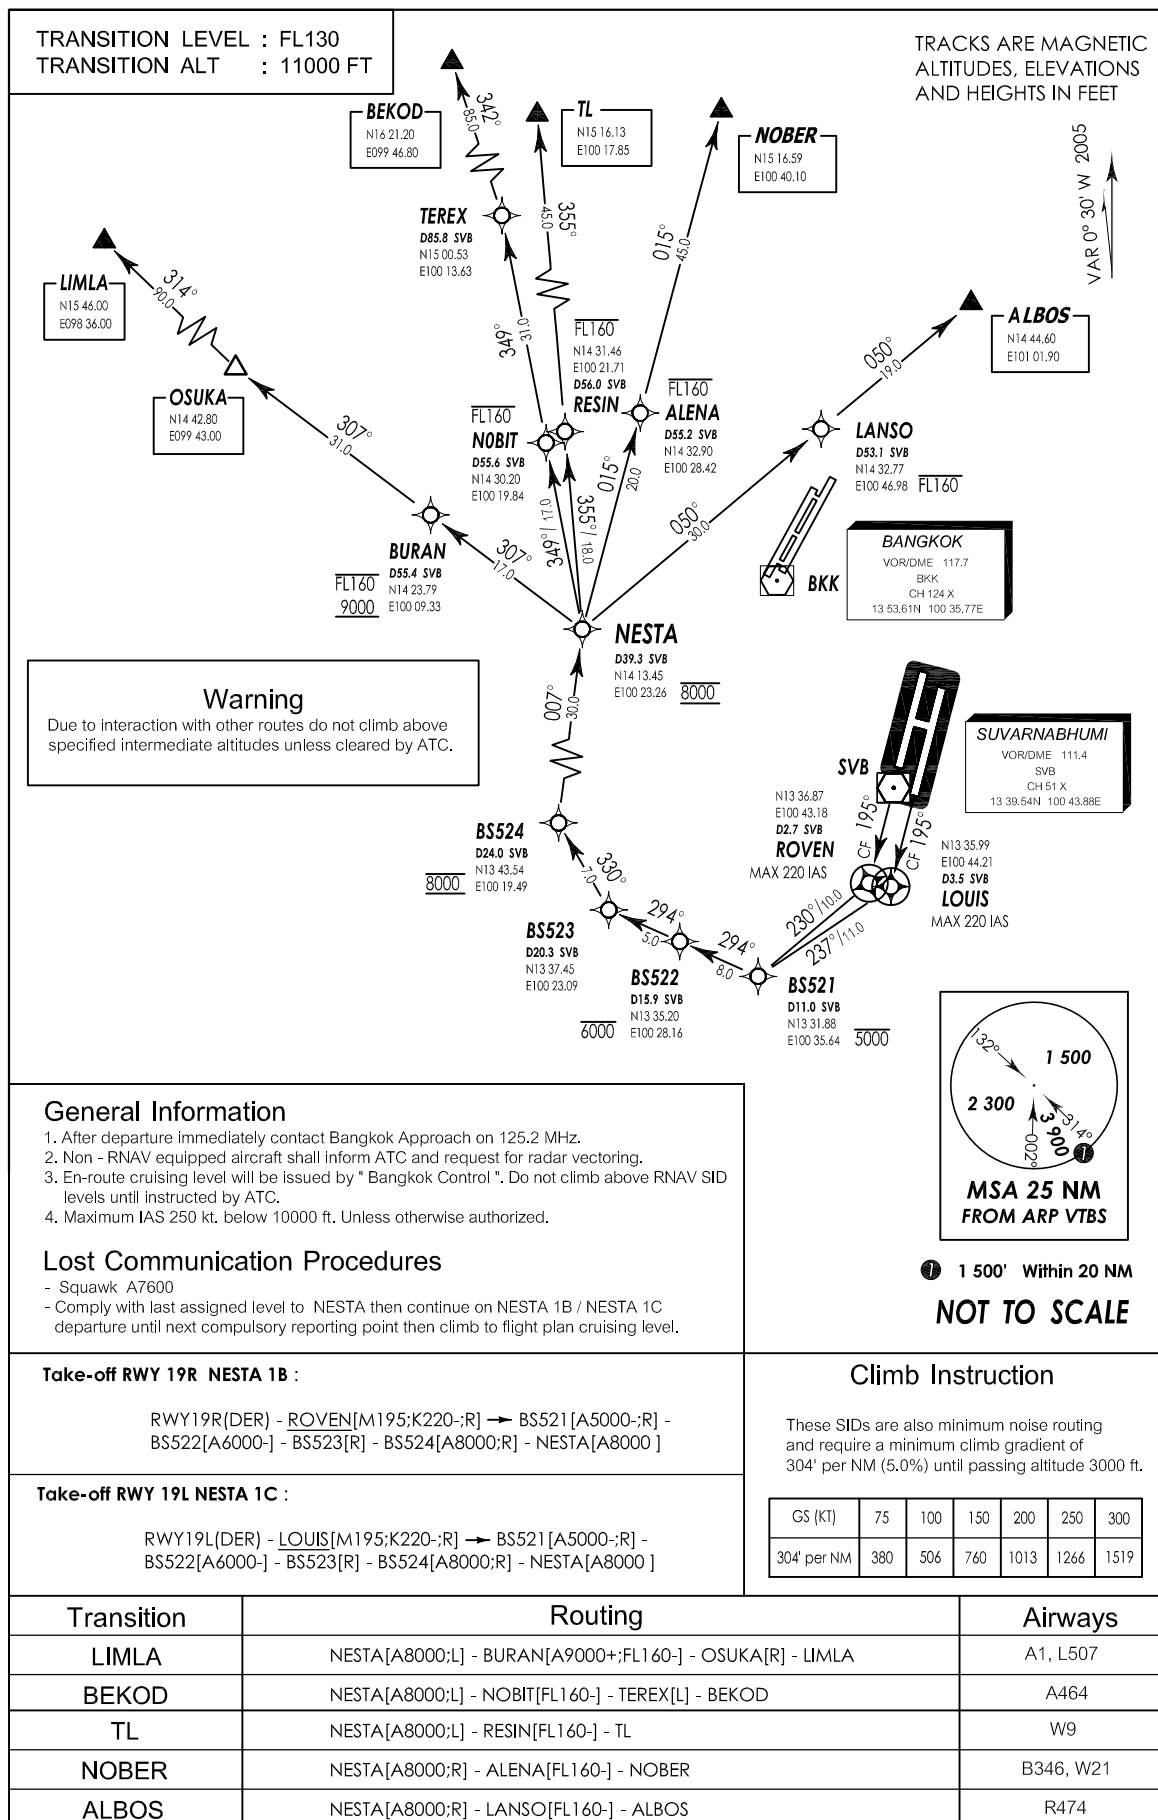 TRANSITION LEVEL : FL130
TRANSITION ALT : 11000 FT
TRACKS ARE MAGNETIC
ALTITUDES, ELEVATIONS
AND HEIGHTS IN FEET
VAR 0° 30' W 2005
BEKOD
N16 21.20
E099 46.80
342°
85.0
TL
N15 16.13
E100 17.85
355°
45.0
NOBER
N15 16.59
E100 40.10
015°
45.0
TEREX
D85.8 SVB
N15 00.53
E100 13.63
349°
31.0
LIMLA
N15 46.00
E098 36.00
314°
90.0
ALBOS
N14 44.60
E101 01.90
050°
19.0
OSUKA
N14 42.80
E099 43.00
307°
31.0
FL160
N14 31.46
E100 21.71
D56.0 SVB
RESIN
FL160
NOBIT
D55.6 SVB
N14 30.20
E100 19.84
FL160
ALENA
D55.2 SVB
N14 32.90
E100 28.42
LANSO
D53.1 SVB
N14 32.77
E100 46.98 FL160
349°/17.0
355°/18.0
015°
20.0
050°
30.0
BURAN
D55.4 SVB
N14 23.79
E100 09.33
FL160
9000
307°
17.0
BKK
BANGKOK
VOR/DME 117.7
BKK
CH 124 X
13 53.61N 100 35.77E
NESTA
D39.3 SVB
N14 13.45
E100 23.26 8000
007°
30.0
Warning
Due to interaction with other routes do not climb above
specified intermediate altitudes unless cleared by ATC.
SVB
SUVARNABHUMI
VOR/DME 111.4
SVB
CH 51 X
13 39.54N 100 43.88E
N13 36.87
E100 43.18
D2.7 SVB
ROVEN
MAX 220 IAS
CF 195°
CF 195°
N13 35.99
E100 44.21
D3.5 SVB
LOUIS
MAX 220 IAS
BS524
D24.0 SVB
N13 43.54
8000 E100 19.49
330°
7.0
BS523
D20.3 SVB
N13 37.45
E100 23.09
294°
5.0
BS522
D15.9 SVB
N13 35.20
6000 E100 28.16
294°
8.0
230°/10.0
237°/11.0
BS521
D11.0 SVB
N13 31.88
E100 35.64 5000
132°
1 500
2 300
3 900
314°
002°
1
MSA 25 NM
FROM ARP VTBS
1 1 500' Within 20 NM
NOT TO SCALE
General Information
1. After departure immediately contact Bangkok Approach on 125.2 MHz.
2. Non - RNAV equipped aircraft shall inform ATC and request for radar vectoring.
3. En-route cruising level will be issued by " Bangkok Control ". Do not climb above RNAV SID
levels until instructed by ATC.
4. Maximum IAS 250 kt. below 10000 ft. Unless otherwise authorized.
Lost Communication Procedures
- Squawk A7600
- Comply with last assigned level to NESTA then continue on NESTA 1B / NESTA 1C
departure until next compulsory reporting point then climb to flight plan cruising level.
Take-off RWY 19R NESTA 1B :
RWY19R(DER) - ROVEN[M195;K220-;R] → BS521[A5000-;R] -
BS522[A6000-] - BS523[R] - BS524[A8000;R] - NESTA[A8000 ]
Take-off RWY 19L NESTA 1C :
RWY19L(DER) - LOUIS[M195;K220-;R] → BS521[A5000-;R] -
BS522[A6000-] - BS523[R] - BS524[A8000;R] - NESTA[A8000 ]
Climb Instruction
These SIDs are also minimum noise routing
and require a minimum climb gradient of
304' per NM (5.0%) until passing altitude 3000 ft.
GS (KT) 75 100 150 200 250 300
304' per NM 380 506 760 1013 1266 1519
Transition Routing Airways
LIMLA NESTA[A8000;L] - BURAN[A9000+;FL160-] - OSUKA[R] - LIMLA A1, L507
BEKOD NESTA[A8000;L] - NOBIT[FL160-] - TEREX[L] - BEKOD A464
TL NESTA[A8000;L] - RESIN[FL160-] - TL W9
NOBER NESTA[A8000;R] - ALENA[FL160-] - NOBER B346, W21
ALBOS NESTA[A8000;R] - LANSO[FL160-] - ALBOS R474